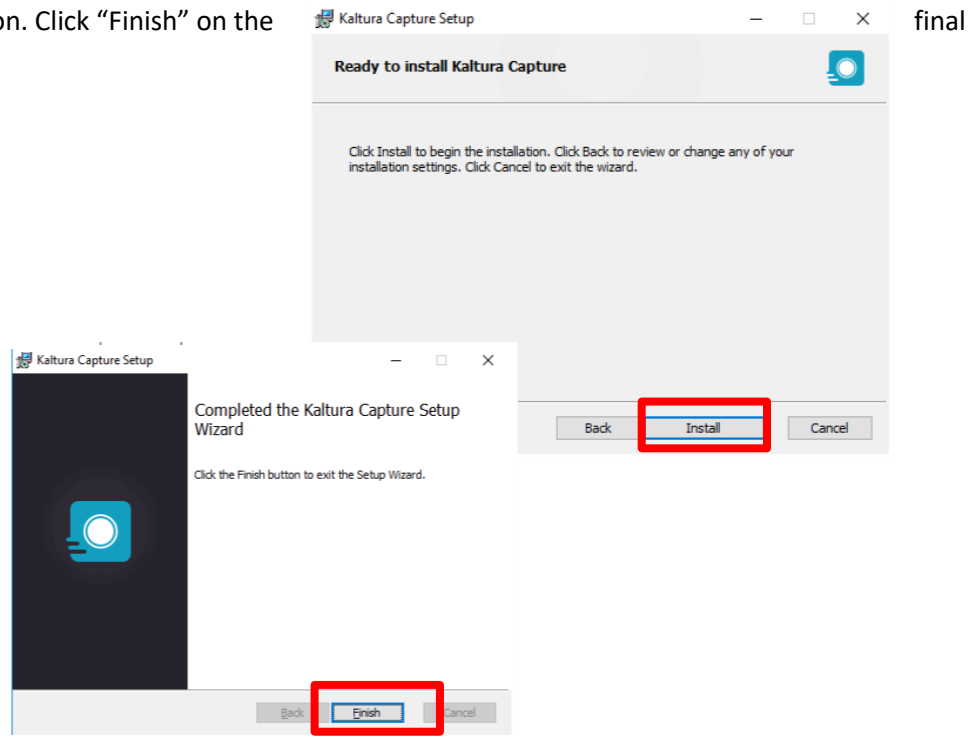 on. Click “Finish” on the
final
Kaltura Capture Setup
Ready to install Kaltura Capture
Click Install to begin the installation. Click Back to review or change any of your
installation settings. Click Cancel to exit the wizard.
Back Install Cancel
Kaltura Capture Setup
Completed the Kaltura Capture Setup
Wizard
Click the Finish button to exit the Setup Wizard.
Back Finish Cancel